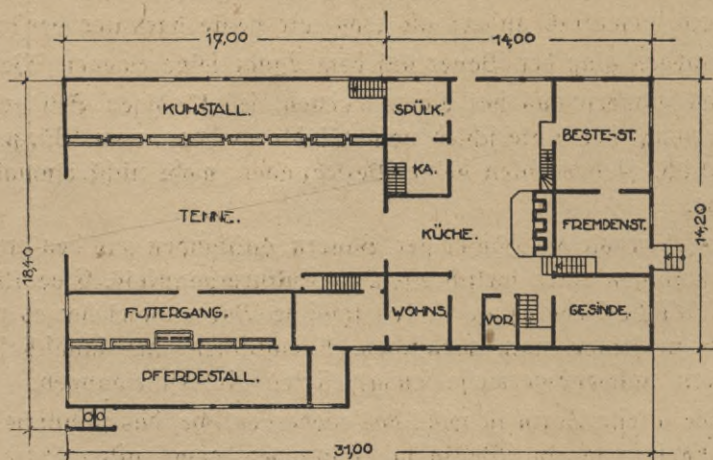 17,00 14,00
KUHSTALL. SPÜLK. BESTE-ST.
KA.
TENNE. KÜCHE. FREMDENST.
18,40 14,20
FUTTERGANG. WOHNS. VOR. GESINDE.
PFERDESTALL.
31,00